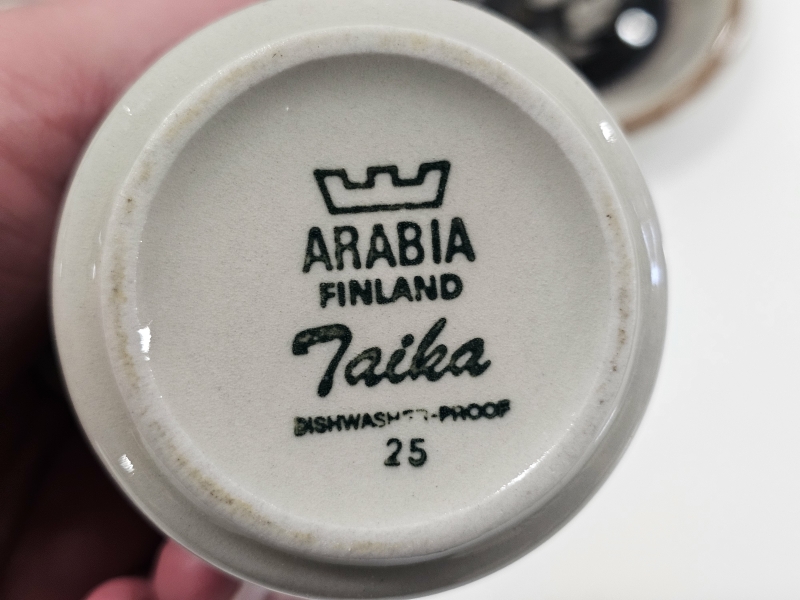 ARABIA
FINLAND
Taika
DISHWASHER-PROOF
25